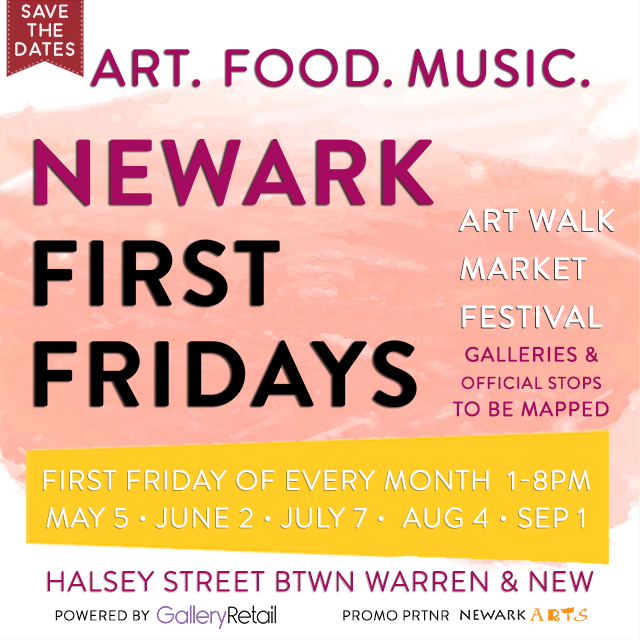 SAVE
THE
DATES
ART. FOOD. MUSIC.
NEWARK
FIRST
FRIDAYS
ART WALK
MARKET
FESTIVAL
GALLERIES &
OFFICIAL STOPS
TO BE MAPPED
FIRST FRIDAY OF EVERY MONTH 1-8PM
MAY 5 • JUNE 2 • JULY 7 • AUG 4 • SEP 1
HALSEY STREET BTWN WARREN & NEW
POWERED BY GalleryRetail PROMO PRTNR NEWARK ARTS